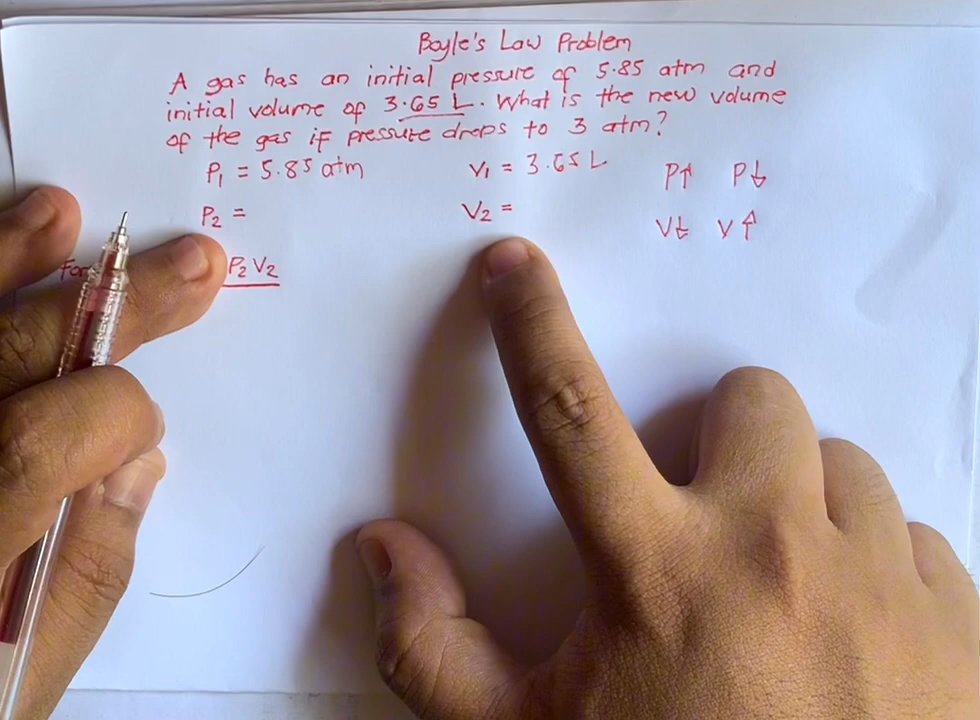 Boyle's Law Problem
A gas has an initial pressure of 5.85 atm and
initial volume of 3.65 L. What is the new volume
of the gas if pressure drops to 3 atm?
P₁ = 5.85 atm V₁ = 3.65 L P↑ P↓
P₂ = V₂ = V↓ V↑
For P₂V₂